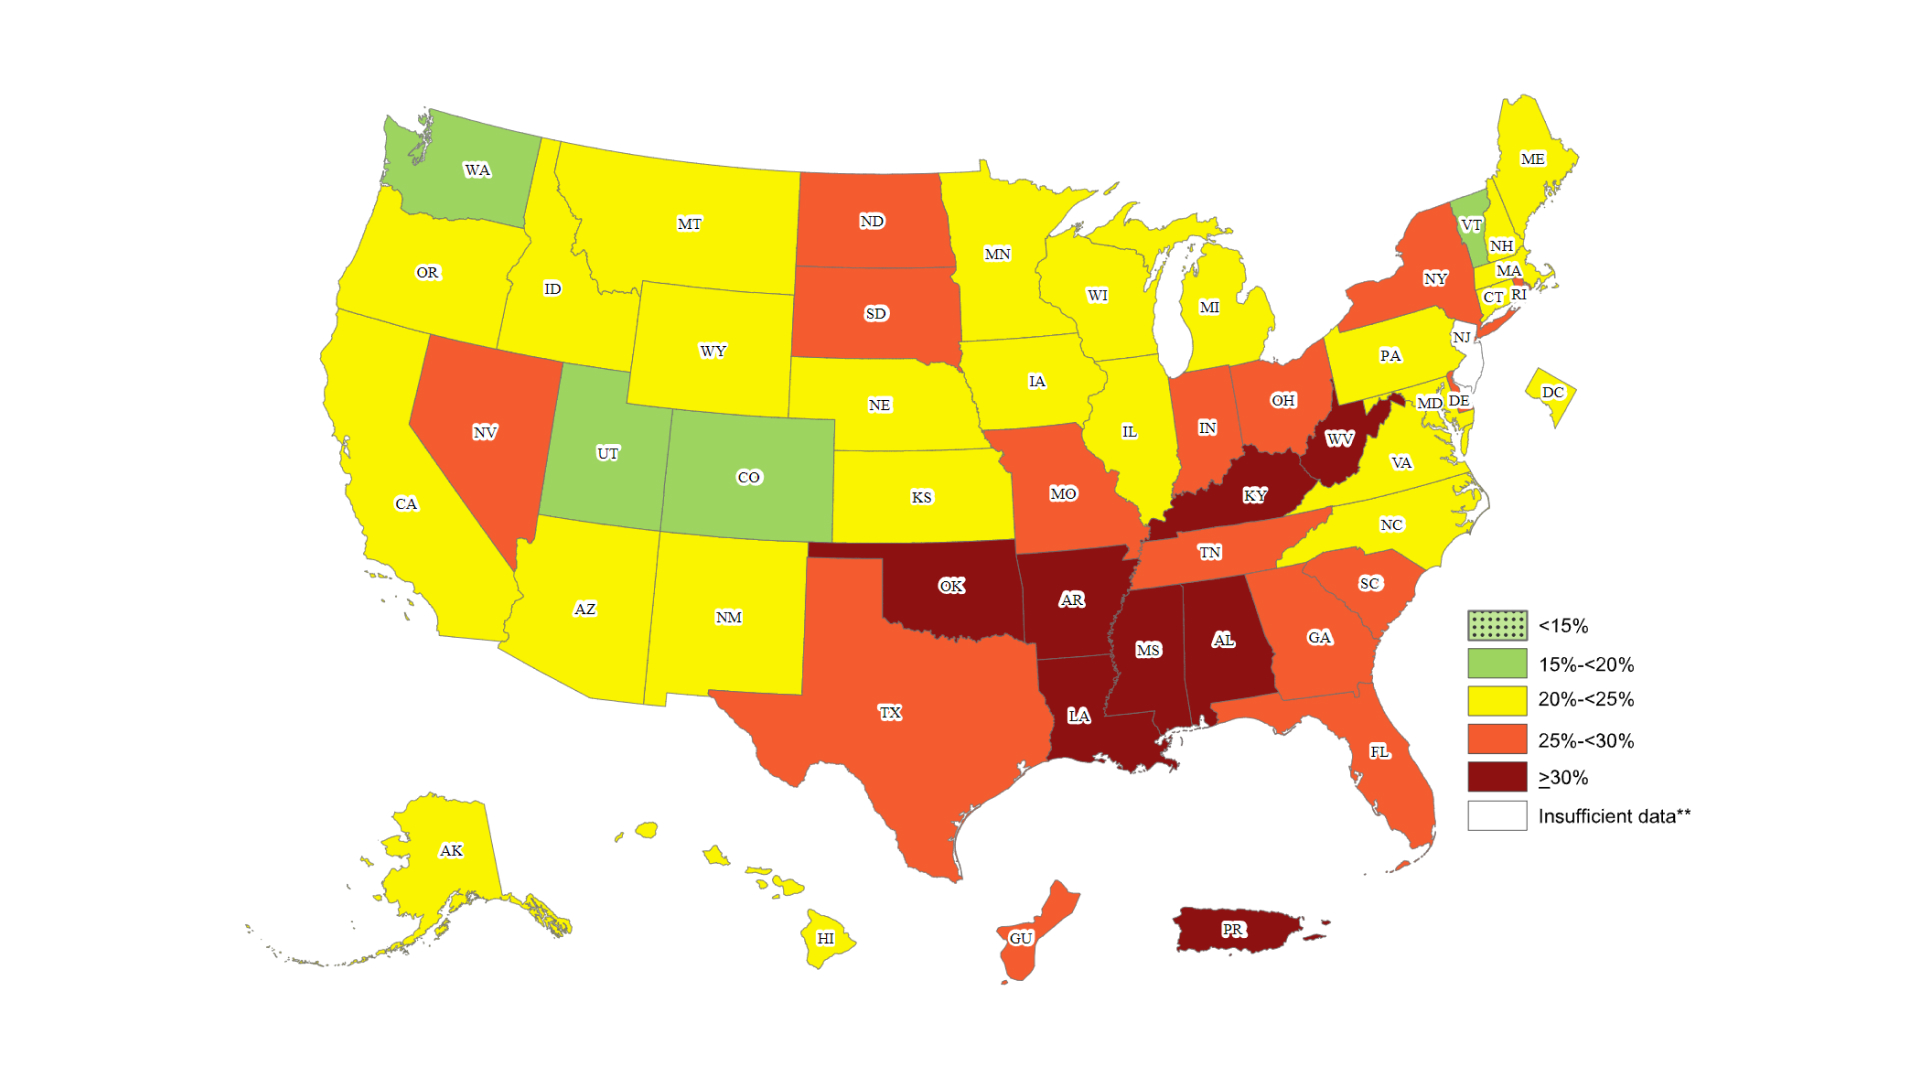 ME
WA
VT
ND
MT
NH
MN
MA
OR
NY
ID
CT
RI
WI
MI
SD
NJ
WY
PA
IA
DC
OH
MD
DE
NE
IN
IL
NV
WV
UT
VA
CO
MO
KY
KS
CA
NC
TN
SC
OK
AR
AZ
NM
GA
AL
MS
TX
LA
FL
<15%
15%-<20%
20%-<25%
25%-<30%
≥30%
Insufficient data**
AK
HI
GU
PR